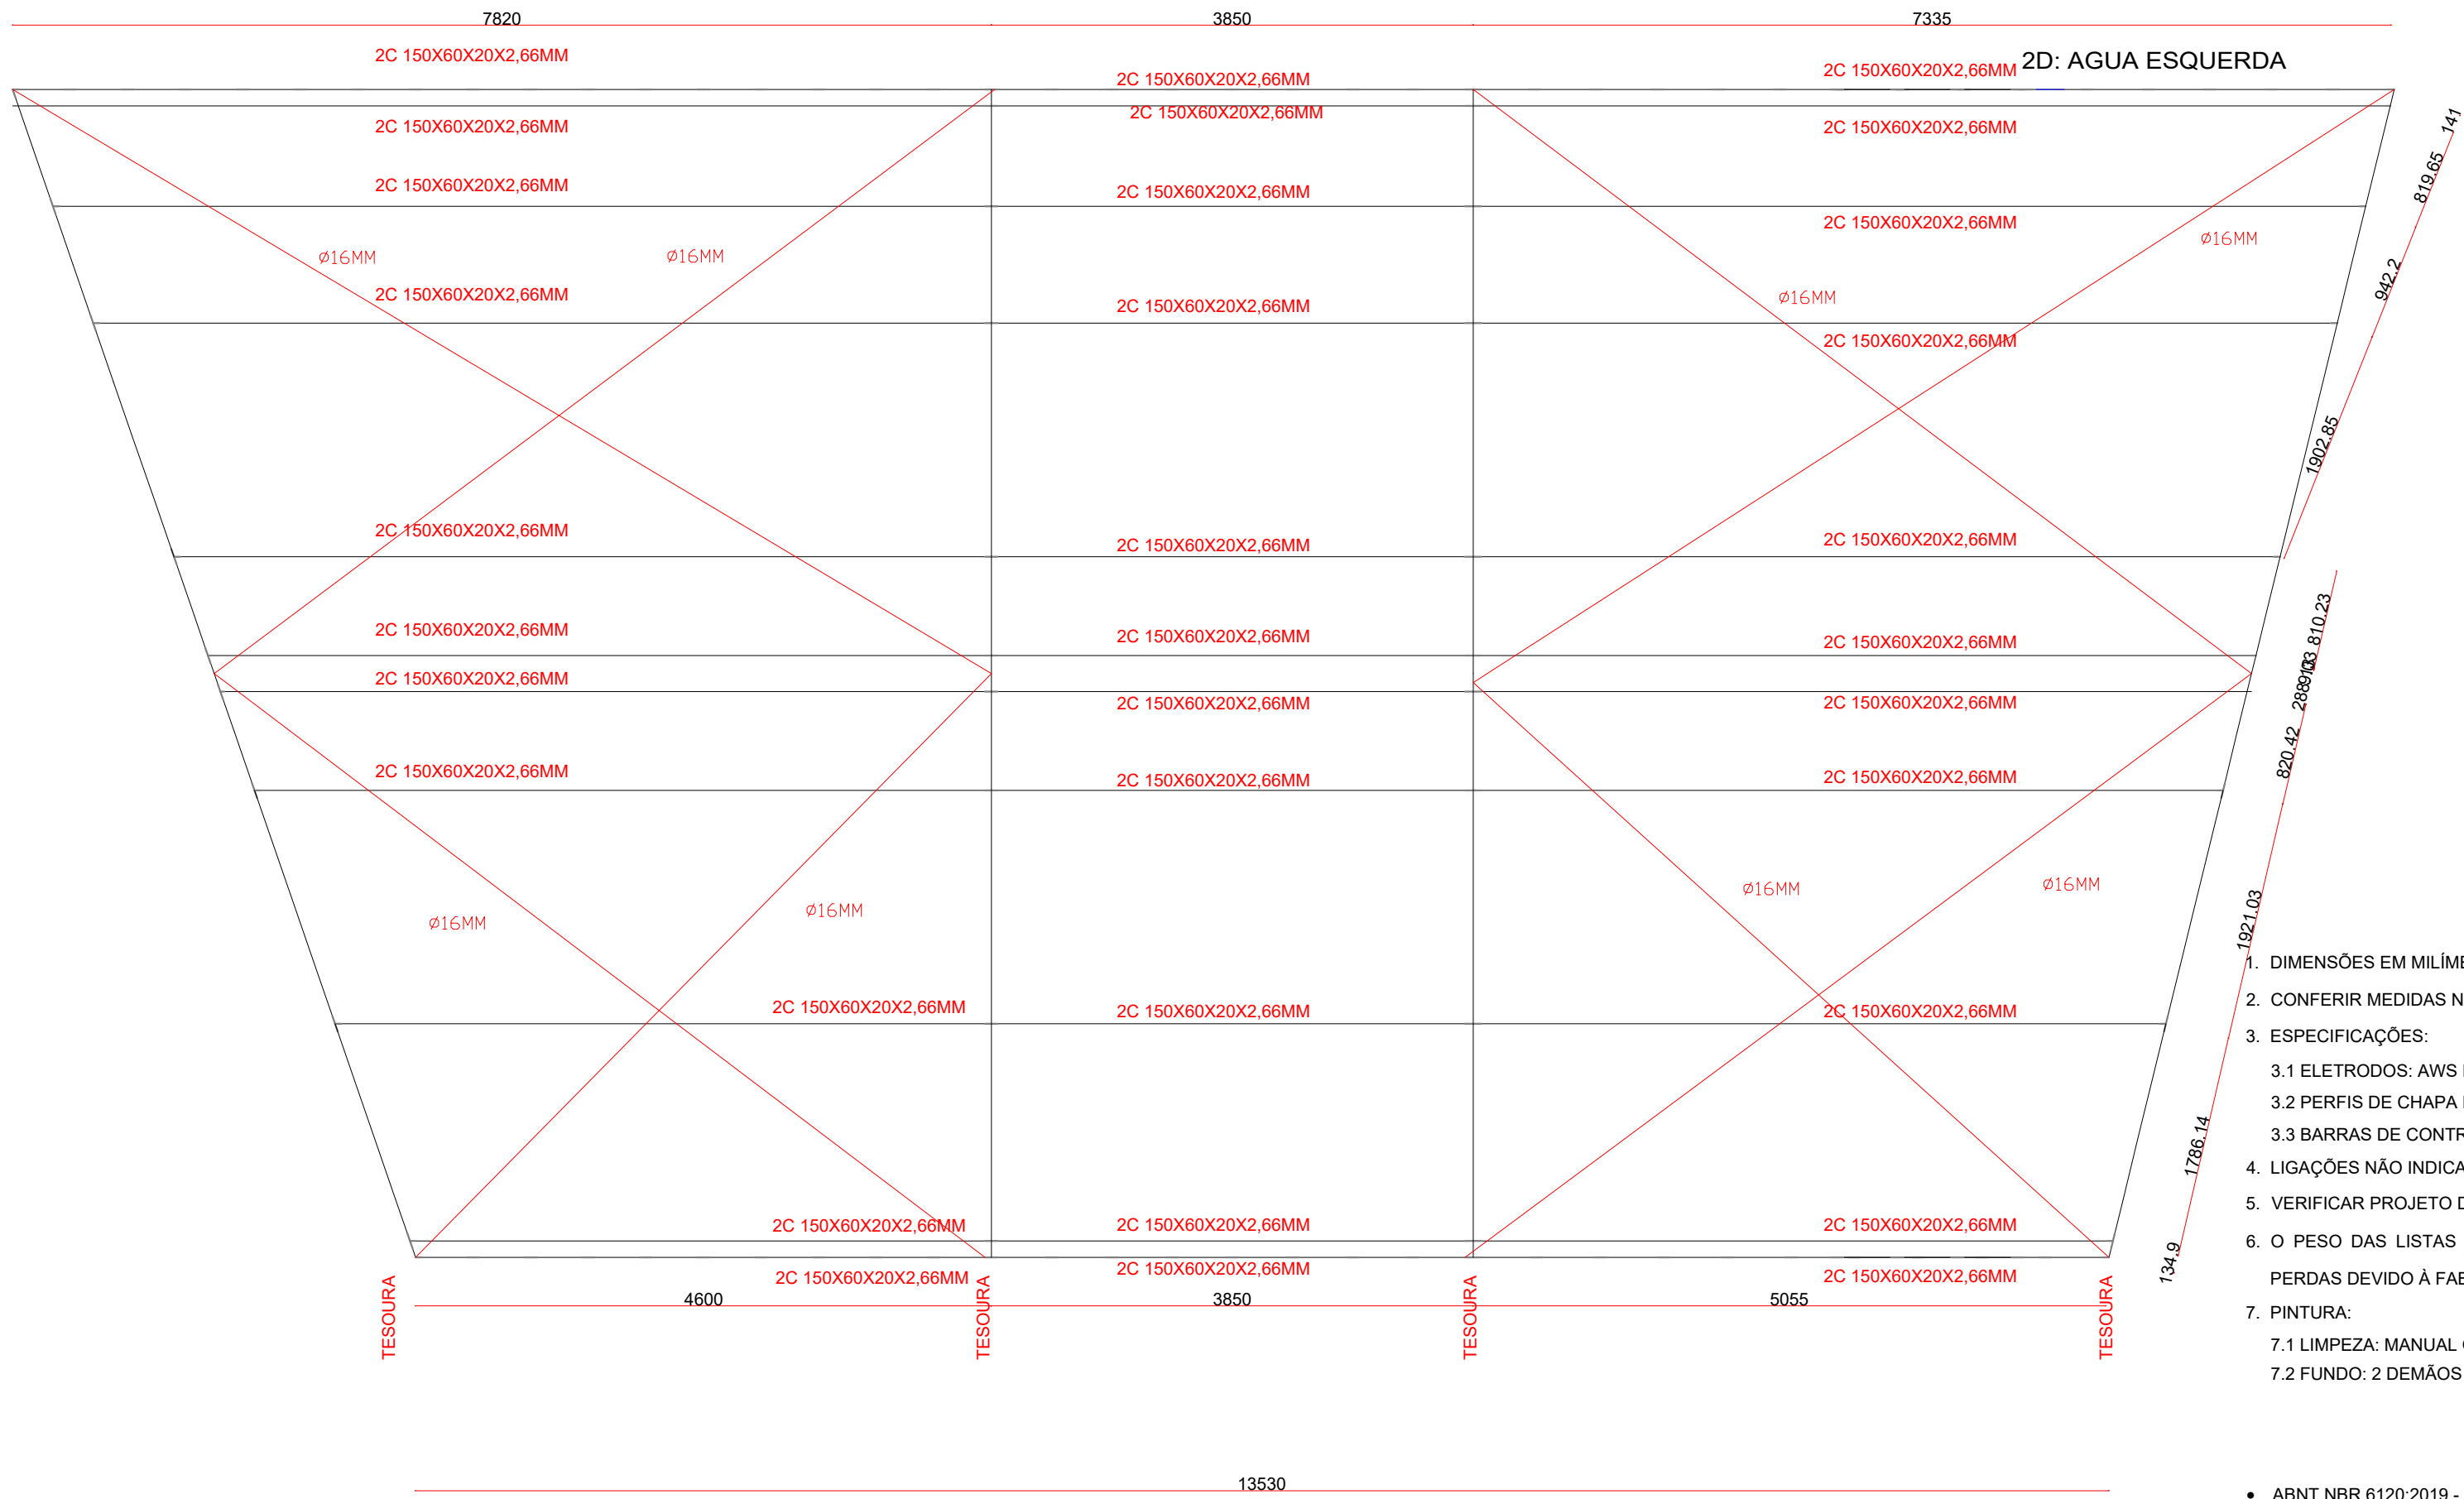 7820 3850 7335
2C 150X60X20X2,66MM
2C 150X60X20X2,66MM 2D: AGUA ESQUERDA
2C 150X60X20X2,66MM
2C 150X60X20X2,66MM
2C 150X60X20X2,66MM
2C 150X60X20X2,66MM
141
819.65
2C 150X60X20X2,66MM
2C 150X60X20X2,66MM
2C 150X60X20X2,66MM
Ø16MM
Ø16MM
Ø16MM
942.2
2C 150X60X20X2,66MM
Ø16MM
2C 150X60X20X2,66MM
2C 150X60X20X2,66MM
1902.85
2C 150X60X20X2,66MM
2C 150X60X20X2,66MM
2C 150X60X20X2,66MM
810.23
2C 150X60X20X2,66MM
2C 150X60X20X2,66MM
2C 150X60X20X2,66MM
2C 150X60X20X2,66MM
2C 150X60X20X2,66MM
2C 150X60X20X2,66MM
820.42
2C 150X60X20X2,66MM
2C 150X60X20X2,66MM
2C 150X60X20X2,66MM
Ø16MM
Ø16MM
Ø16MM
Ø16MM
1921.03
2C 150X60X20X2,66MM
2C 150X60X20X2,66MM
2C 150X60X20X2,66MM
1786.14
2C 150X60X20X2,66MM
2C 150X60X20X2,66MM
2C 150X60X20X2,66MM
134.9
2C 150X60X20X2,66MM
2C 150X60X20X2,66MM
2C 150X60X20X2,66MM
TESOURA
TESOURA
TESOURA
TESOURA
4600 3850 5055
13530
1. DIMENSÕES EM MILÍM
2. CONFERIR MEDIDAS N
3. ESPECIFICAÇÕES:
3.1 ELETRODOS: AWS
3.2 PERFIS DE CHAPA
3.3 BARRAS DE CONTR
4. LIGAÇÕES NÃO INDICA
5. VERIFICAR PROJETO D
6. O PESO DAS LISTAS
PERDAS DEVIDO À FA
7. PINTURA:
7.1 LIMPEZA: MANUAL
7.2 FUNDO: 2 DEMÃOS
• ABNT NBR 6120:2019 -